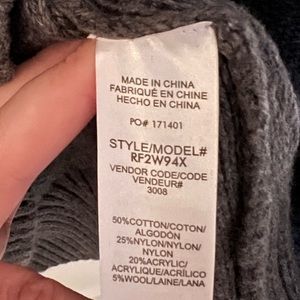 MADE IN CHINA
FABRIQUÉ EN CHINE
HECHO EN CHINA
PO# 171401
STYLE/MODEL#
RF2W94X
VENDOR CODE/CODE
VENDEUR#
3008
50%COTTON/COTON/
ALGODÓN
25%NYLON/NYLON/
NYLON
20%ACRYLIC/
ACRYLIQUE/ACRÍLICO
5%WOOL/LAINE/LANA